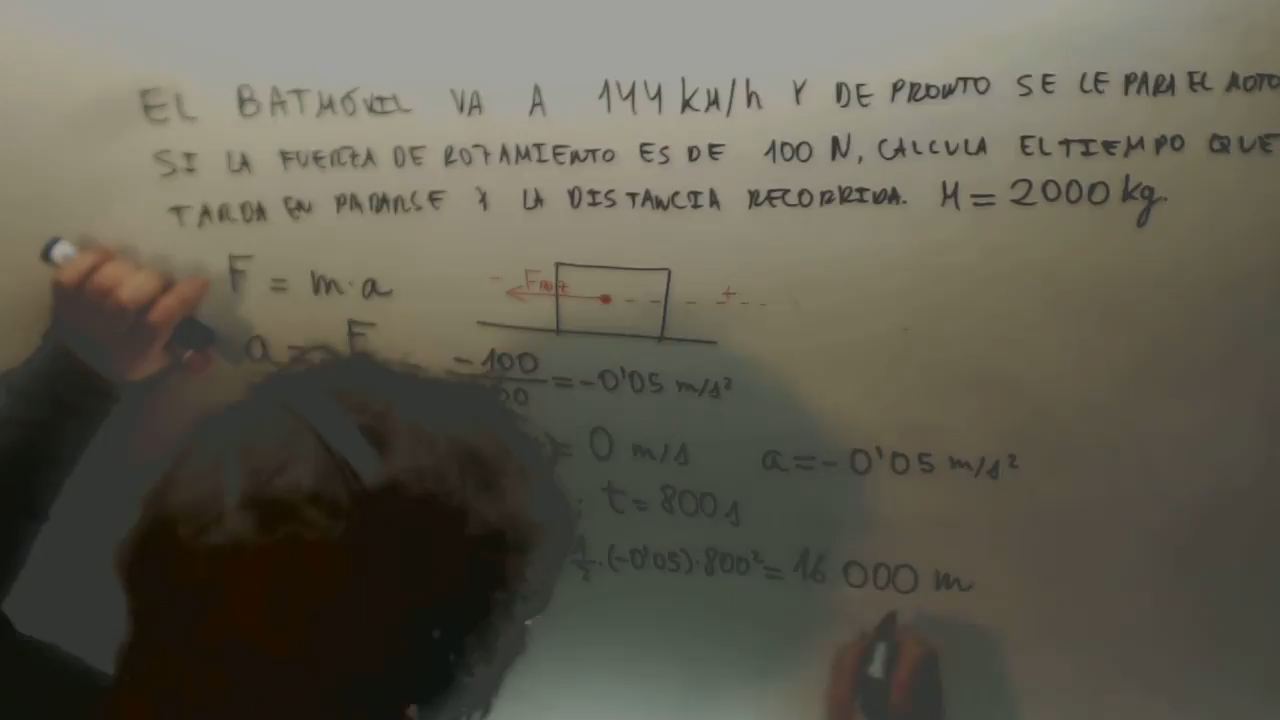 EL BATMÓVIL VA A 144 km/h Y DE PRONTO SE LE PARA EL MOTO
SI LA FUERZA DE ROZAMIENTO ES DE 100 N, CALCULA EL TIEMPO QUE
TARDA EN PARARSE Y LA DISTANCIA RECORRIDA. M = 2000 kg.
F = m·a
- FROZ +
a = F
-100
00 = -0'05 m/s²
= 0 m/s a = -0'05 m/s²
t = 800 s
·(-0'05)·800² = 16 000 m